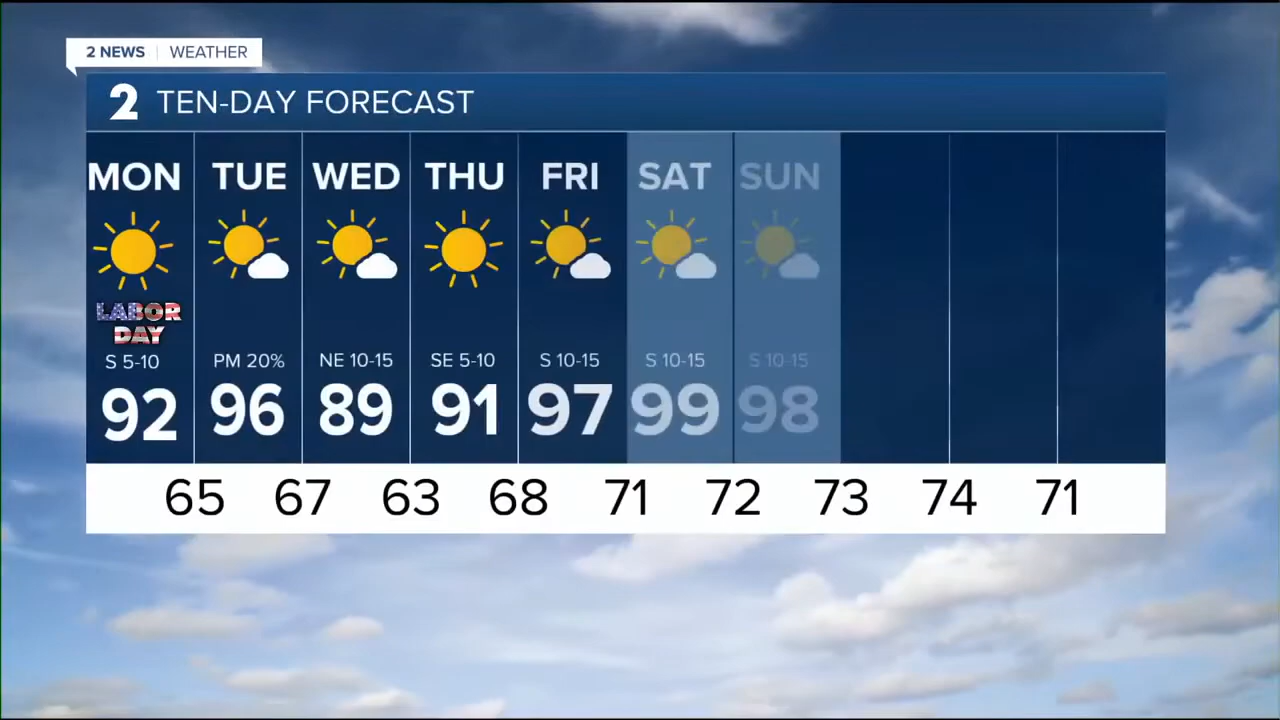 2 NEWS | WEATHER
2 TEN-DAY FORECAST
MON TUE WED THU FRI SAT SUN
LABOR
DAY
S 5-10 PM 20% NE 10-15 SE 5-10 S 10-15 S 10-15 S 10-15
92 96 89 91 97 99 98
65 67 63 68 71 72 73 74 71